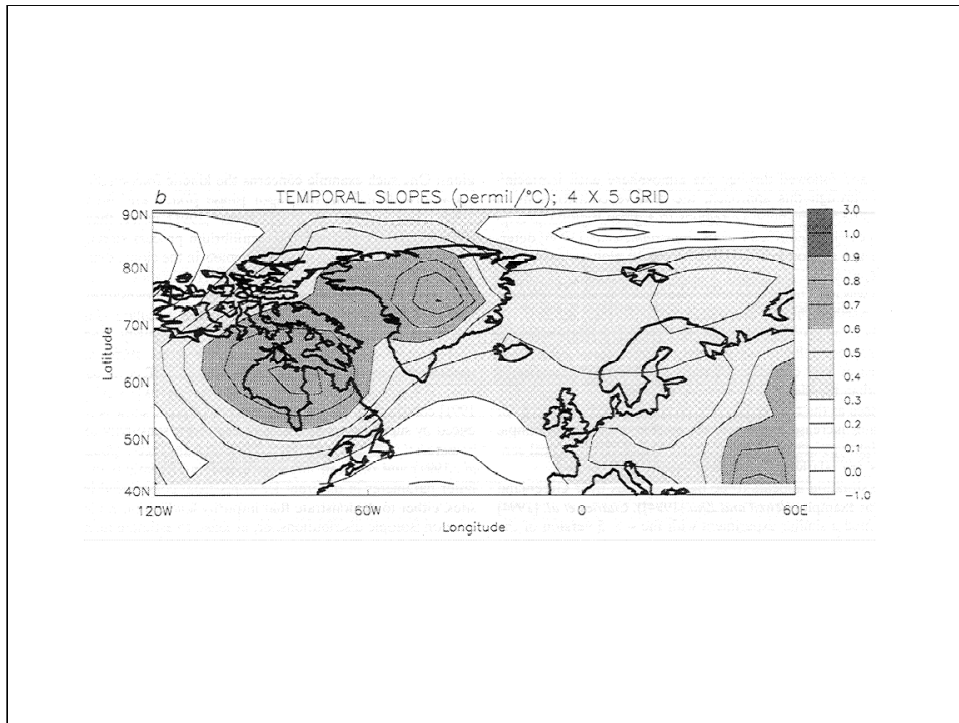 b TEMPORAL SLOPES (permil/°C); 4 X 5 GRID
90N
80N
70N
60N
50N
40N
Latitude
120W
60W
0
60E
Longitude
3.0
1.0
0.9
0.8
0.7
0.6
0.5
0.4
0.3
0.2
0.1
0.0
−1.0